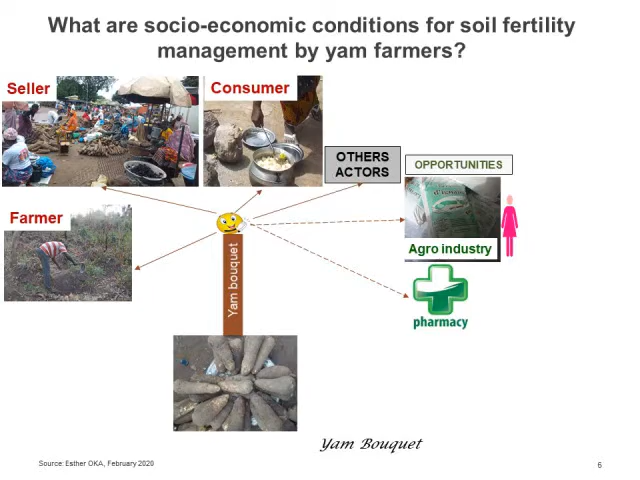 What are socio-economic conditions for soil fertility
management by yam farmers?
Seller
Consumer
OTHERS
ACTORS
OPPORTUNITIES
Farmer
Agro industry
Yam bouquet
pharmacy
Yam Bouquet
Source: Esther OKA, February 2020
6